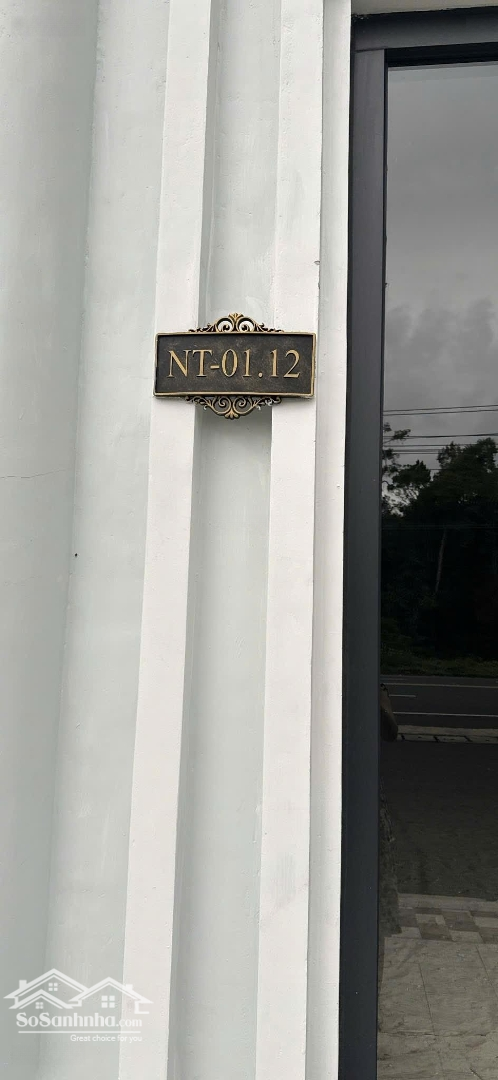 NT-01.12
SoSanhnha.com
Great choice for you